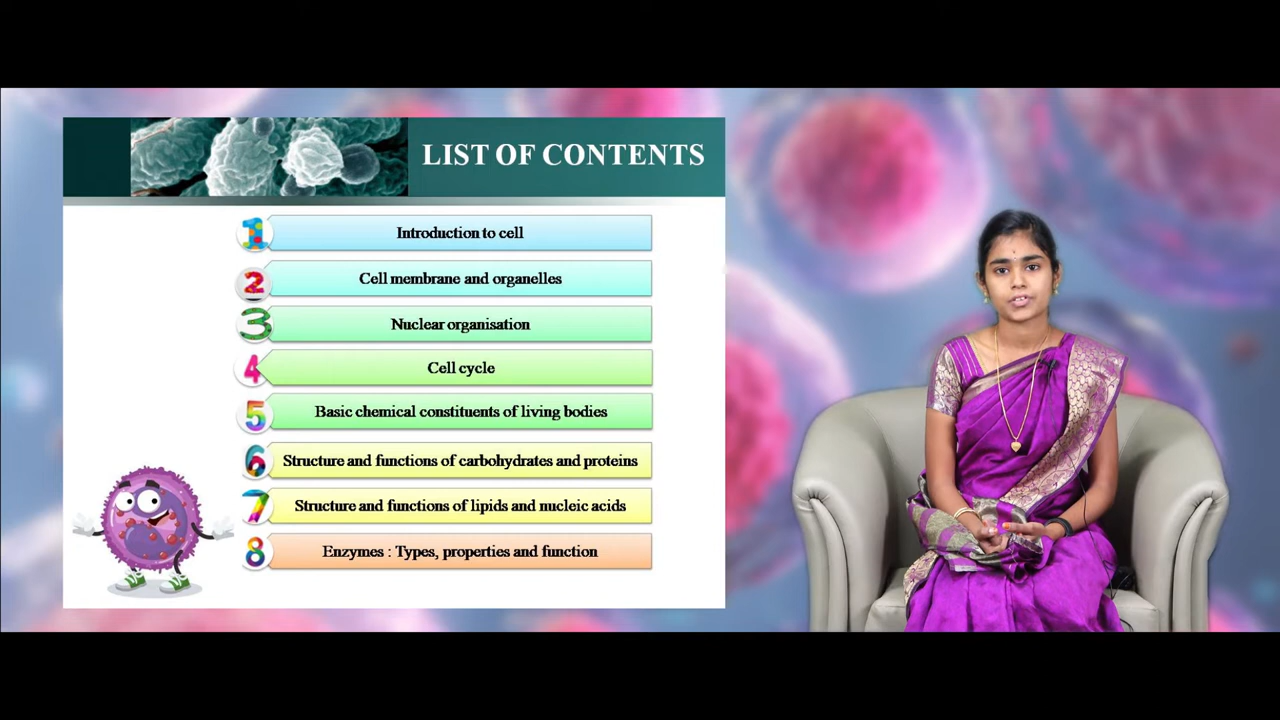 LIST OF CONTENTS
1 Introduction to cell
2 Cell membrane and organelles
3 Nuclear organisation
4 Cell cycle
5 Basic chemical constituents of living bodies
6 Structure and functions of carbohydrates and proteins
7 Structure and functions of lipids and nucleic acids
8 Enzymes : Types, properties and function